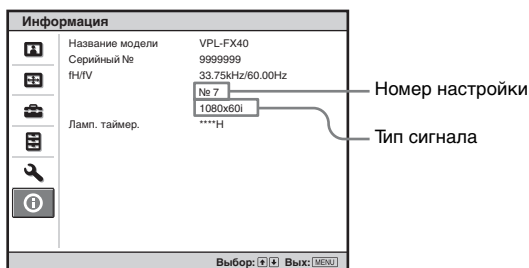 Информация
Название модели VPL-FX40
Серийный № 9999999
fH/fV 33.75kHz/60.00Hz
№ 7
1080x60i
Ламп. таймер. ****H
Номер настройки
Тип сигнала
Выбор: Вых: MENU